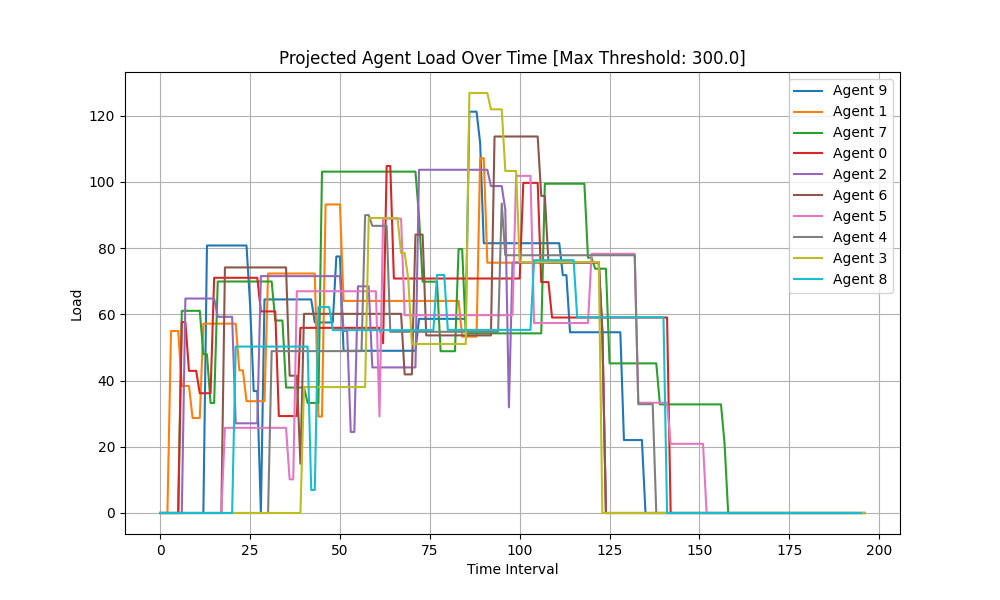 Projected Agent Load Over Time [Max Threshold: 300.0]
Load
120
100
80
60
40
20
0
0 25 50 75 100 125 150 175 200
Time Interval
Agent 9
Agent 1
Agent 7
Agent 0
Agent 2
Agent 6
Agent 5
Agent 4
Agent 3
Agent 8